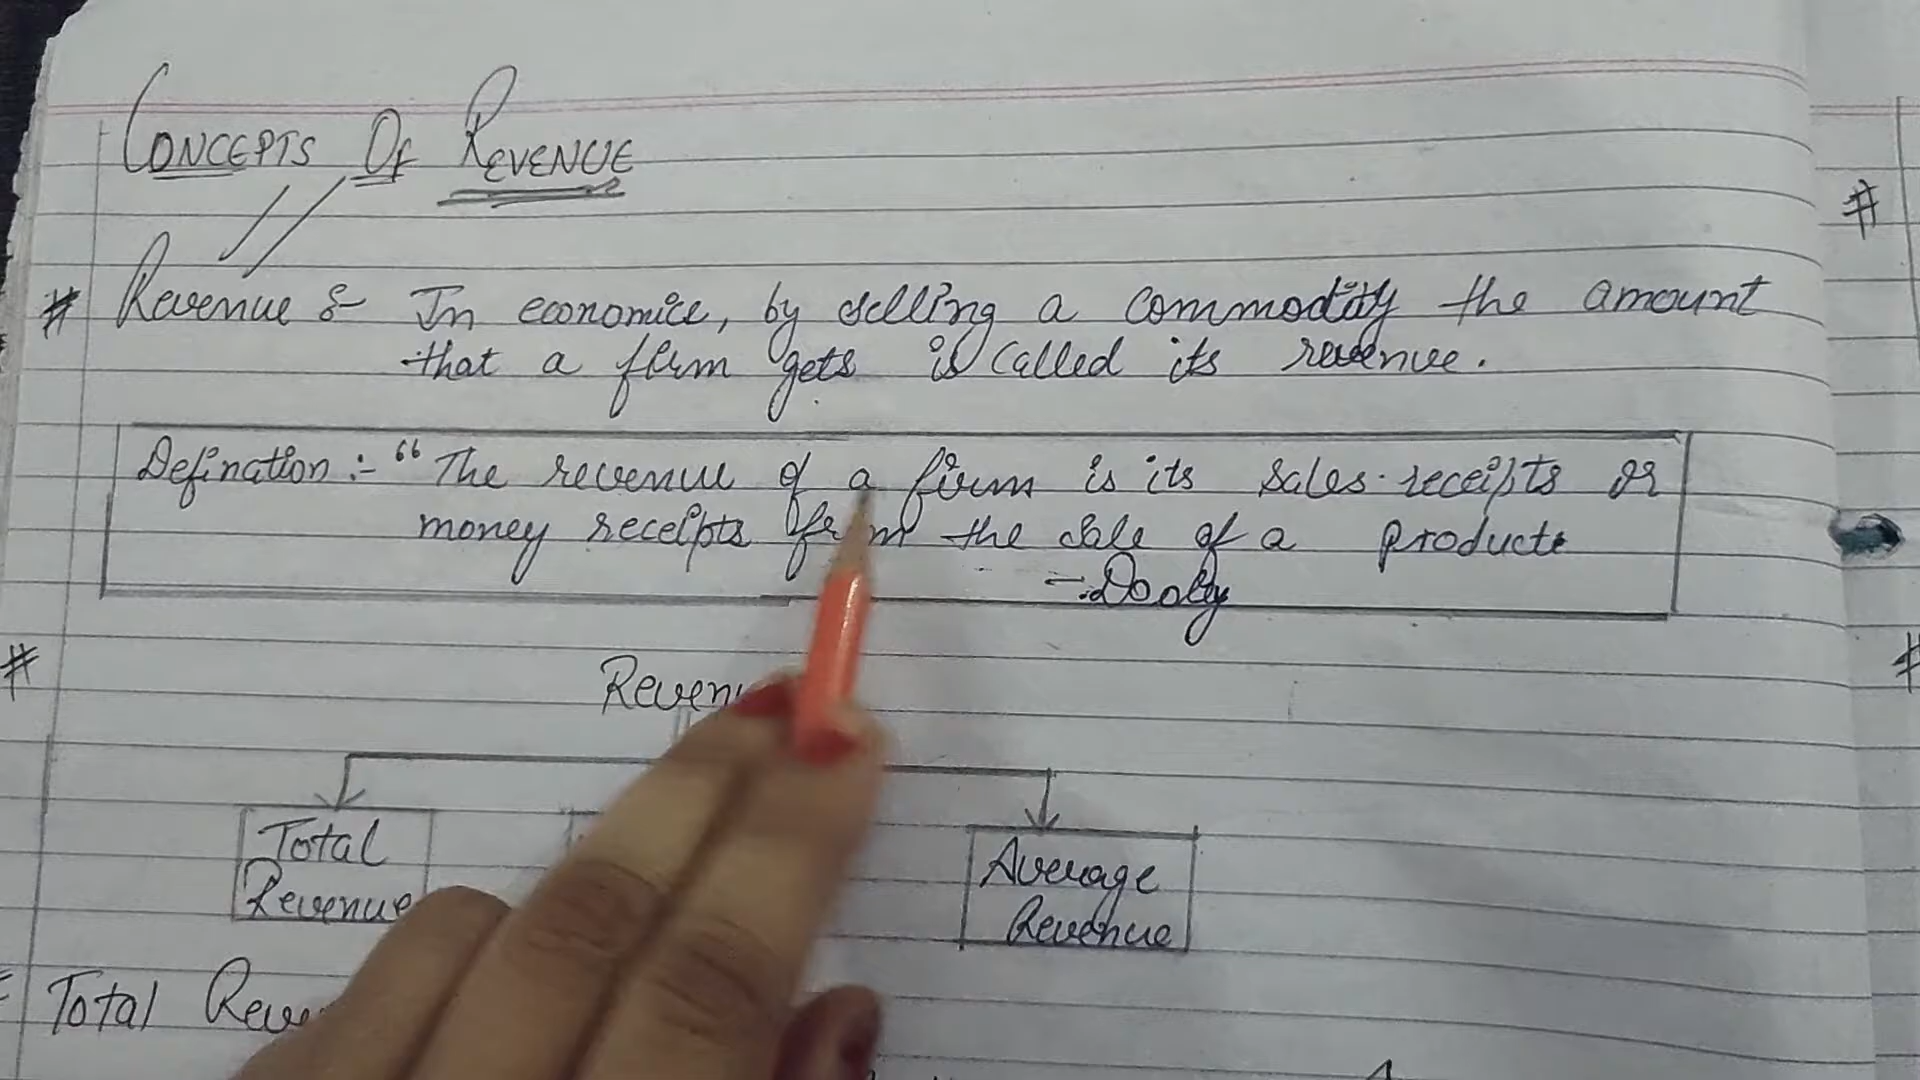 CONCEPTS OF REVENUE
# Revenue :- In economics, by selling a commodity the amount
that a firm gets is called its revenue.
Defination :- “The revenue of a firm is its sales receipts or
money receipts from the sale of a product
- Dooley
#
Total Revenue
Average Revenue
Total